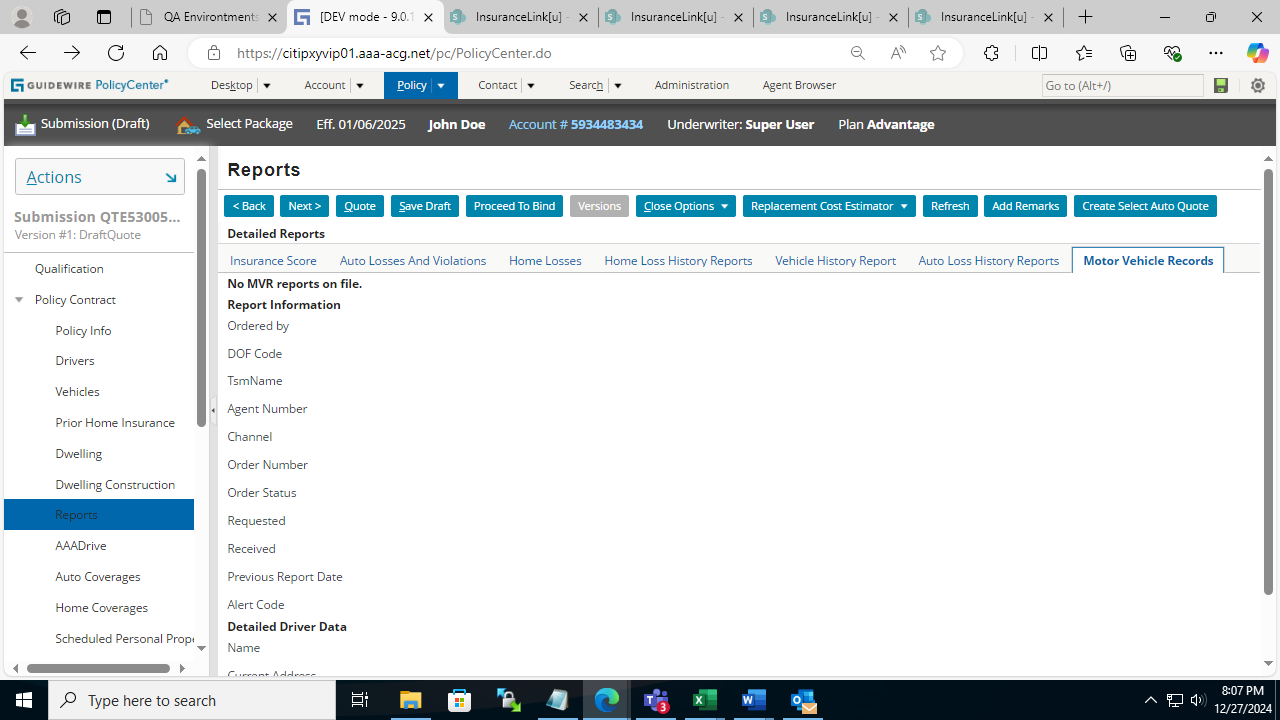 QA Environtments
[DEV mode - 9.0.1
InsuranceLink[u] -
InsuranceLink[u] -
InsuranceLink[u] -
InsuranceLink[u] -
https://citipxyvip01.aaa-acg.net/pc/PolicyCenter.do
GUIDEWIRE PolicyCenter
Desktop
Account
Policy
Contact
Search
Administration
Agent Browser
Go to (Alt+/)
Submission (Draft)
Select Package
Eff. 01/06/2025
John Doe
Account # 5934483434
Underwriter: Super User
Plan Advantage
Actions
Submission QTE53005...
Version #1: DraftQuote
Qualification
Policy Contract
Policy Info
Drivers
Vehicles
Prior Home Insurance
Dwelling
Dwelling Construction
Reports
AAADrive
Auto Coverages
Home Coverages
Scheduled Personal Prope
Reports
< Back
Next >
Quote
Save Draft
Proceed To Bind
Versions
Close Options
Replacement Cost Estimator
Refresh
Add Remarks
Create Select Auto Quote
Detailed Reports
Insurance Score
Auto Losses And Violations
Home Losses
Home Loss History Reports
Vehicle History Report
Auto Loss History Reports
Motor Vehicle Records
No MVR reports on file.
Report Information
Ordered by
DOF Code
TsmName
Agent Number
Channel
Order Number
Order Status
Requested
Received
Previous Report Date
Alert Code
Detailed Driver Data
Name
Current Address
Type here to search
3
8:07 PM
12/27/2024